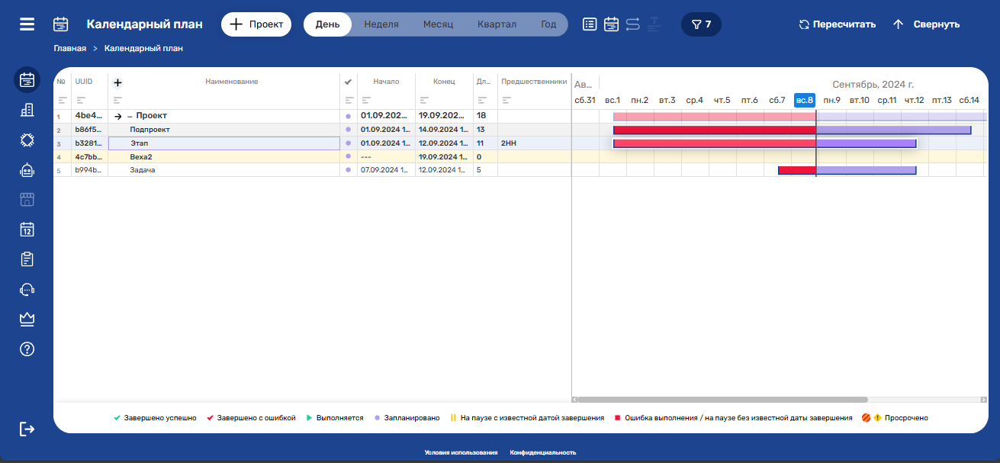 Календарный план
Проект
День Неделя Месяц Квартал Год
7
Пересчитать
Свернуть
Главная > Календарный план
№ UUID Наименование Начало Конец Дл... Предшественники
Ав... Сентябрь, 2024 г.
сб.31 вс.1 пн.2 вт.3 ср.4 чт.5 пт.6 сб.7 вс.8 пн.9 вт.10 ср.11 чт.12 пт.13 сб.14
1 4be4... – Проект 01.09.202... 19.09.202... 18
2 b86f5... Подпроект 01.09.2024 1... 14.09.2024 1... 13
3 b3281... Этап 01.09.2024 1... 12.09.2024 1... 11 2НН
4 4c7bb... Веха2 --- 19.09.2024 1... 0
5 b994b... Задача 07.09.2024 1... 12.09.2024 1... 5
12
Завершено успешно Завершено с ошибкой Выполняется Запланировано На паузе с известной датой завершения Ошибка выполнения / на паузе без известной даты завершения Просрочено
Условия использования Конфиденциальность